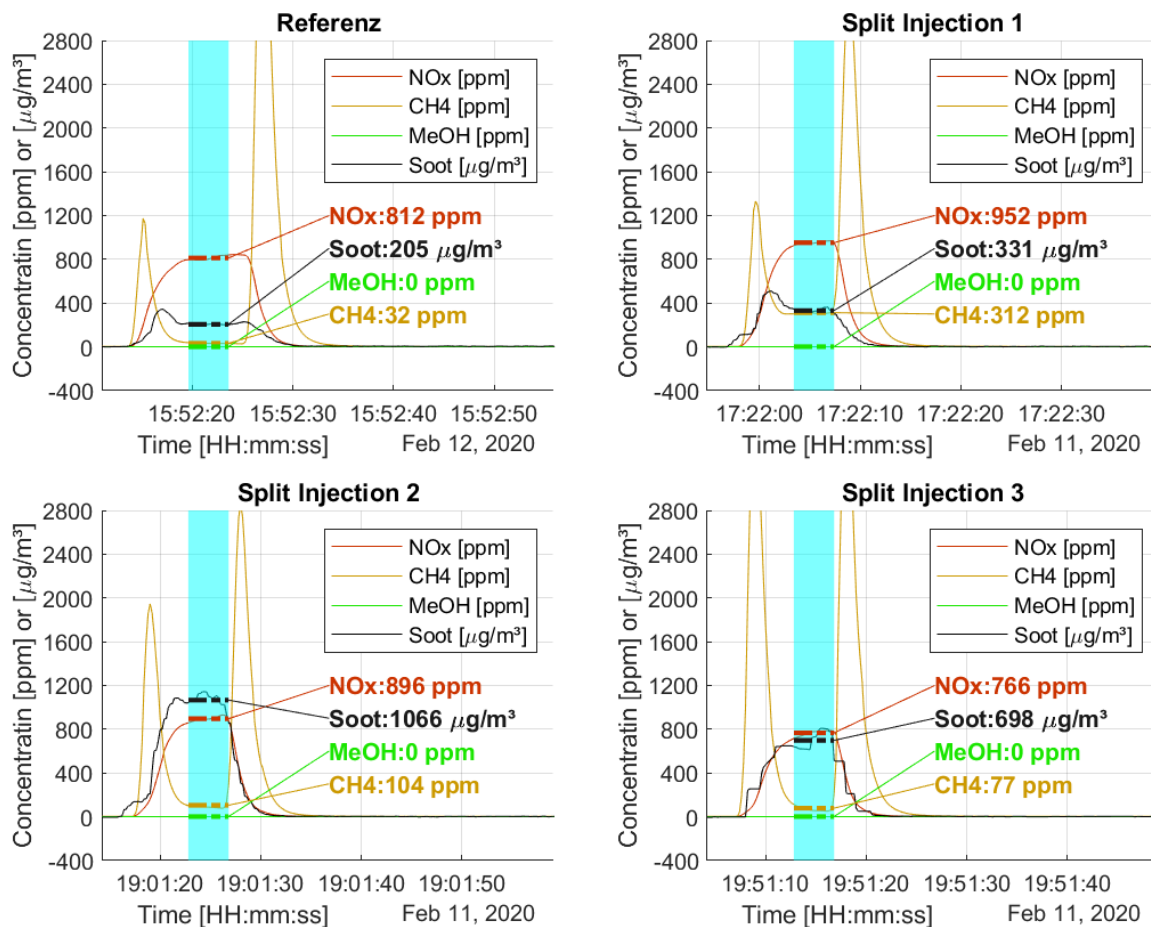 Referenz
2800
2400
2000
1600
1200
800
400
0
-400
Concentratin [ppm] or [μg/m³]
NOx [ppm]
CH4 [ppm]
MeOH [ppm]
Soot [μg/m³]
NOx:812 ppm
Soot:205 μg/m³
MeOH:0 ppm
CH4:32 ppm
15:52:20 15:52:30 15:52:40 15:52:50
Time [HH:mm:ss] Feb 12, 2020
Split Injection 1
2800
2400
2000
1600
1200
800
400
0
-400
Concentratin [ppm] or [μg/m³]
NOx [ppm]
CH4 [ppm]
MeOH [ppm]
Soot [μg/m³]
NOx:952 ppm
Soot:331 μg/m³
MeOH:0 ppm
CH4:312 ppm
17:22:00 17:22:10 17:22:20 17:22:30
Time [HH:mm:ss] Feb 11, 2020
Split Injection 2
2800
2400
2000
1600
1200
800
400
0
-400
Concentratin [ppm] or [μg/m³]
NOx [ppm]
CH4 [ppm]
MeOH [ppm]
Soot [μg/m³]
NOx:896 ppm
Soot:1066 μg/m³
MeOH:0 ppm
CH4:104 ppm
19:01:20 19:01:30 19:01:40 19:01:50
Time [HH:mm:ss] Feb 11, 2020
Split Injection 3
2800
2400
2000
1600
1200
800
400
0
-400
Concentratin [ppm] or [μg/m³]
NOx [ppm]
CH4 [ppm]
MeOH [ppm]
Soot [μg/m³]
NOx:766 ppm
Soot:698 μg/m³
MeOH:0 ppm
CH4:77 ppm
19:51:10 19:51:20 19:51:30 19:51:40
Time [HH:mm:ss] Feb 11, 2020